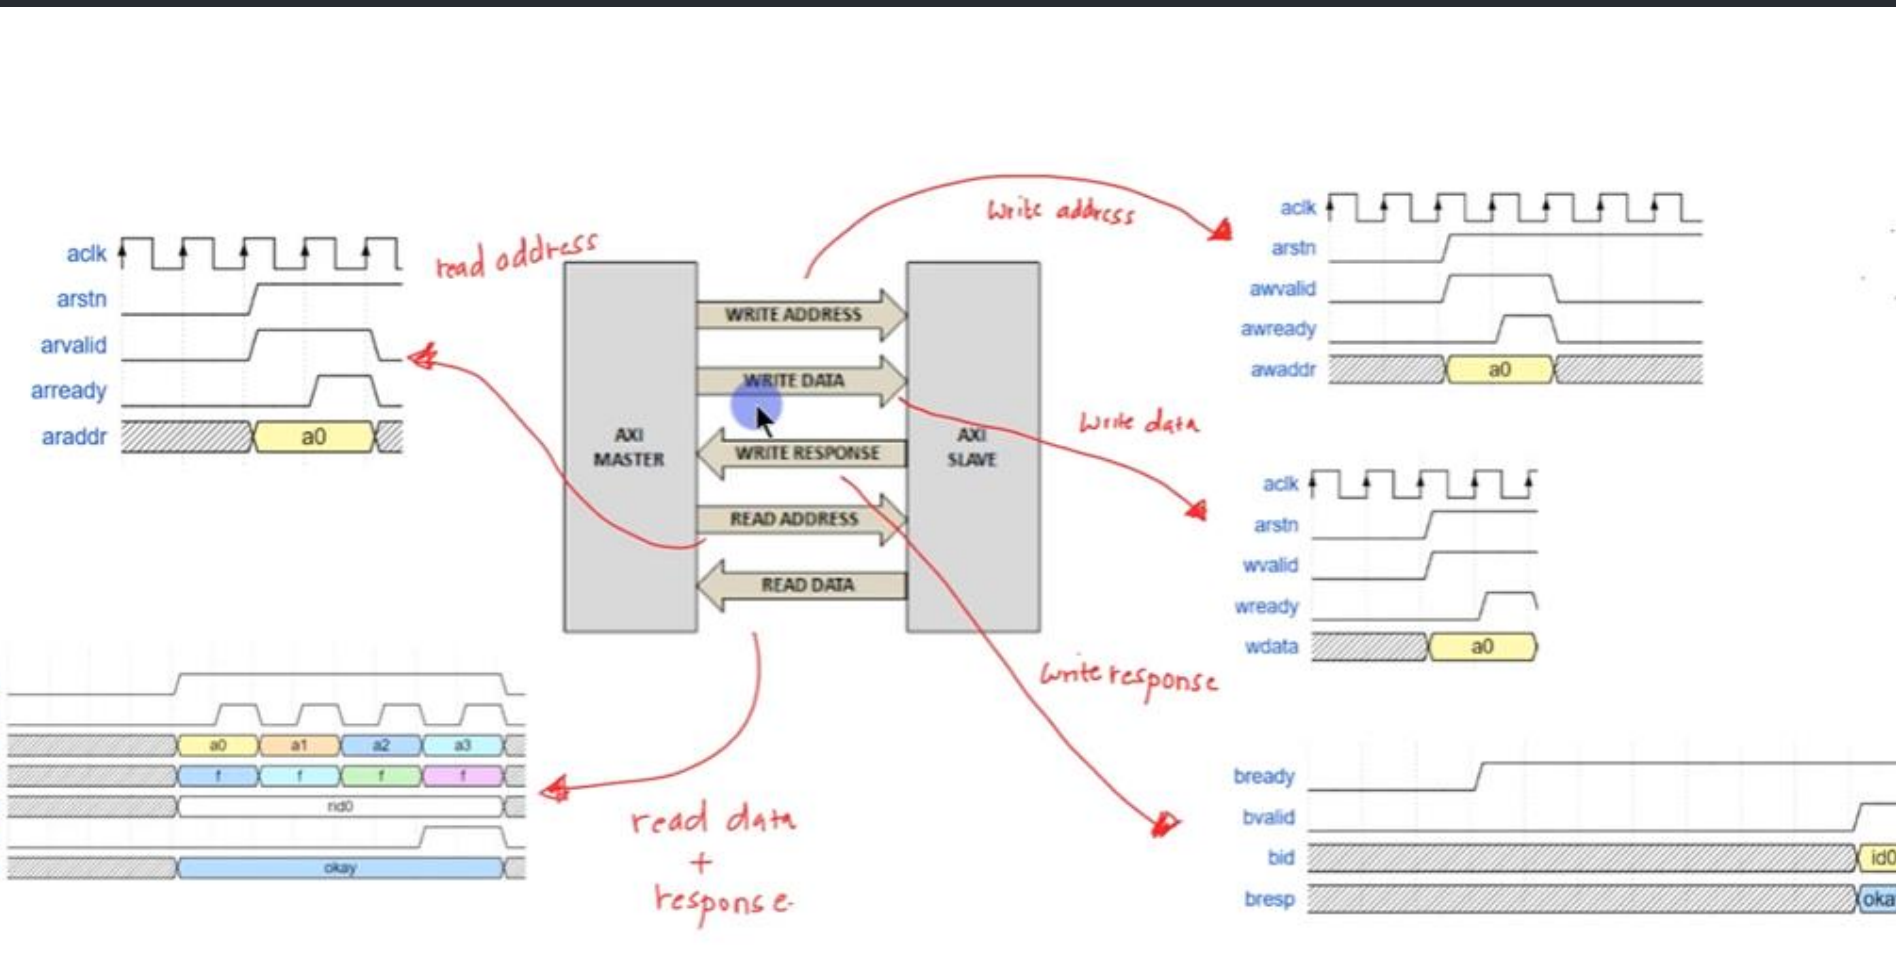 aclk
arstn
arvalid
arready
araddr
a0
read address
AXI
MASTER
WRITE ADDRESS
WRITE DATA
WRITE RESPONSE
READ ADDRESS
READ DATA
AXI
SLAVE
write address
aclk
arstn
awvalid
awready
awaddr
a0
write data
aclk
arstn
wvalid
wready
wdata
a0
write response
bready
bvalid
bid
id0
bresp
oka
a0 a1 a2 a3
f f f f
rid0
okay
read data
+
response